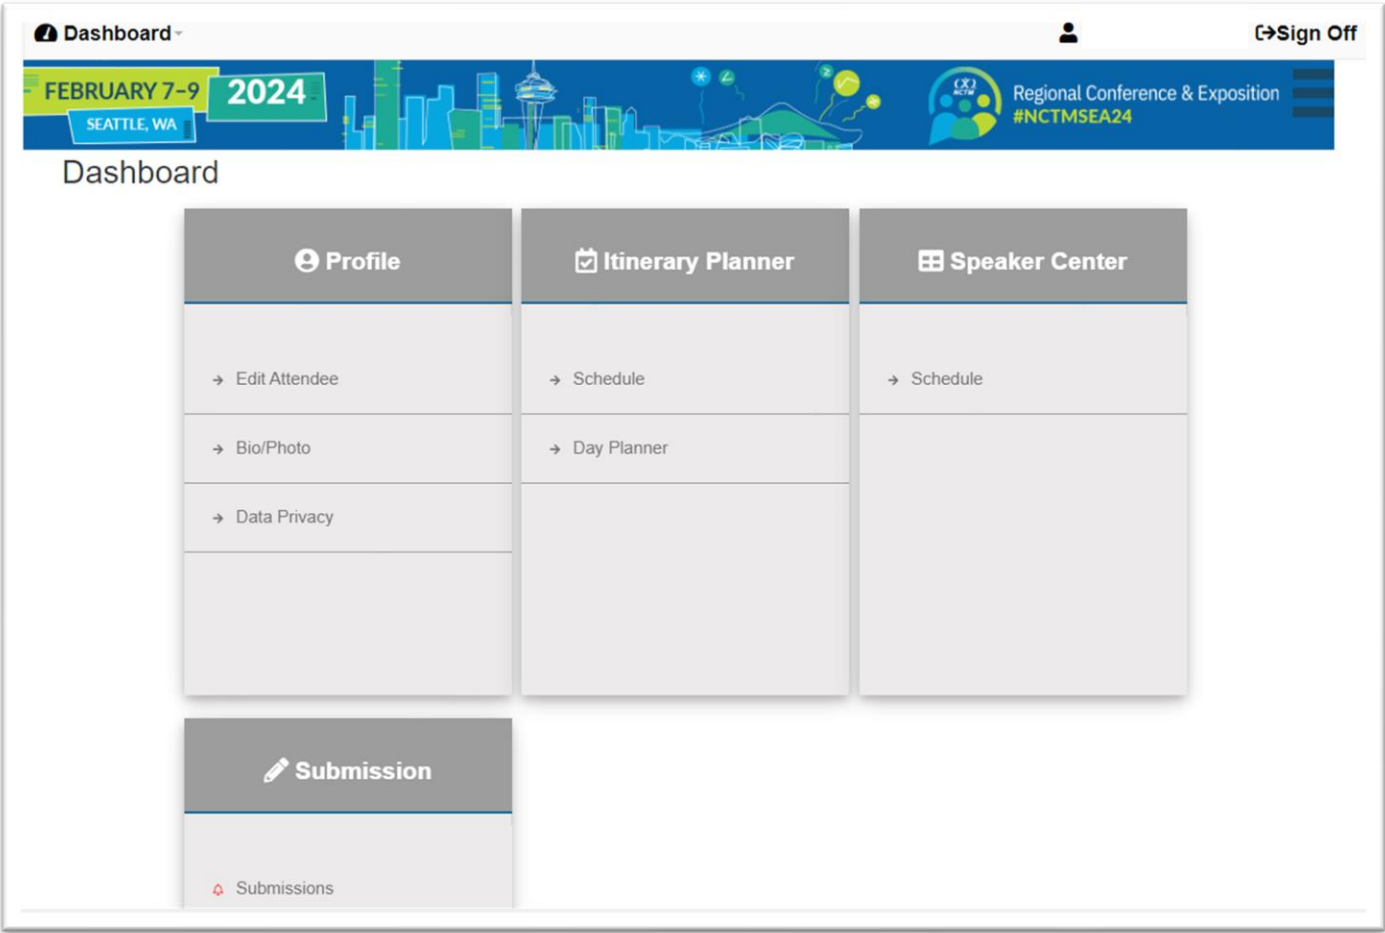 Dashboard
Sign Off
FEBRUARY 7-9
2024
SEATTLE, WA
NCTM
Regional Conference & Exposition
#NCTMSEA24
Dashboard
Profile
Edit Attendee
Bio/Photo
Data Privacy
Itinerary Planner
Schedule
Day Planner
Speaker Center
Schedule
Submission
Submissions